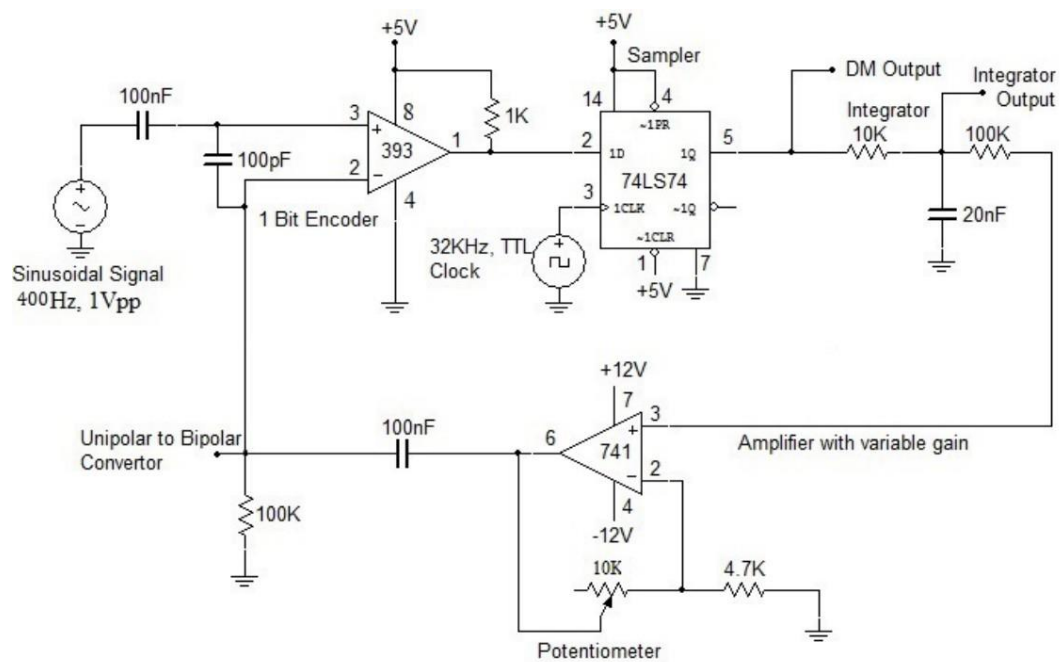 +5V
+5V
Sampler
DM Output
Integrator
Output
100nF
8
3
+
393
-
2
1
4
1K
100pF
1 Bit Encoder
14
4
~1PR
2
1D
1Q
5
74LS74
3
1CLK
~1Q
~1CLR
1
7
+5V
32KHz, TTL
Clock
Integrator
10K
100K
20nF
Sinusoidal Signal
400Hz, 1Vpp
+12V
7
3
+
741
-
2
6
4
-12V
Amplifier with variable gain
100nF
Unipolar to Bipolar
Convertor
100K
10K
4.7K
Potentiometer